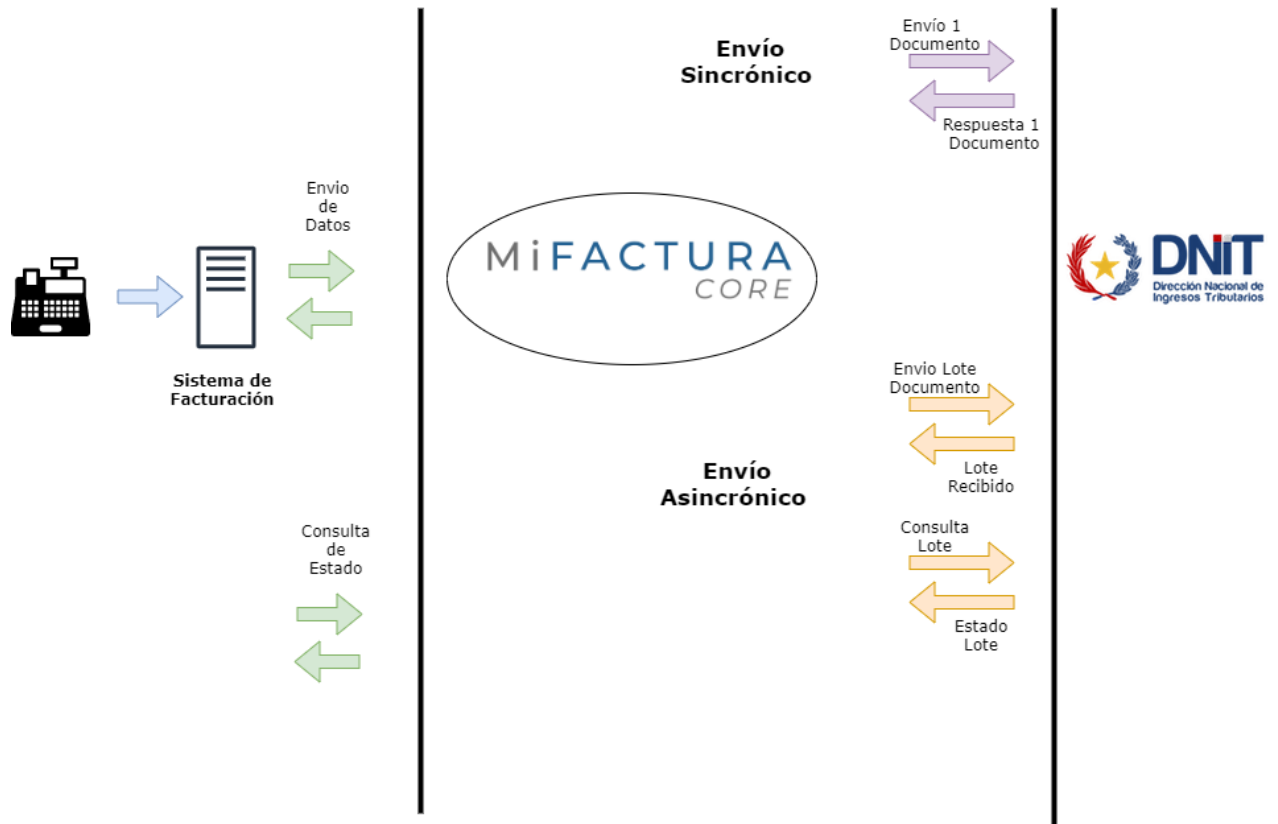 Envío
Sincrónico
Envío 1
Documento
Respuesta 1
Documento
Envio
de
Datos
Sistema de
Facturación
MiFACTURA
CORE
DNIT
Dirección Nacional de
Ingresos Tributarios
Envio Lote
Documento
Lote
Recibido
Envío
Asincrónico
Consulta
Lote
Estado
Lote
Consulta
de
Estado